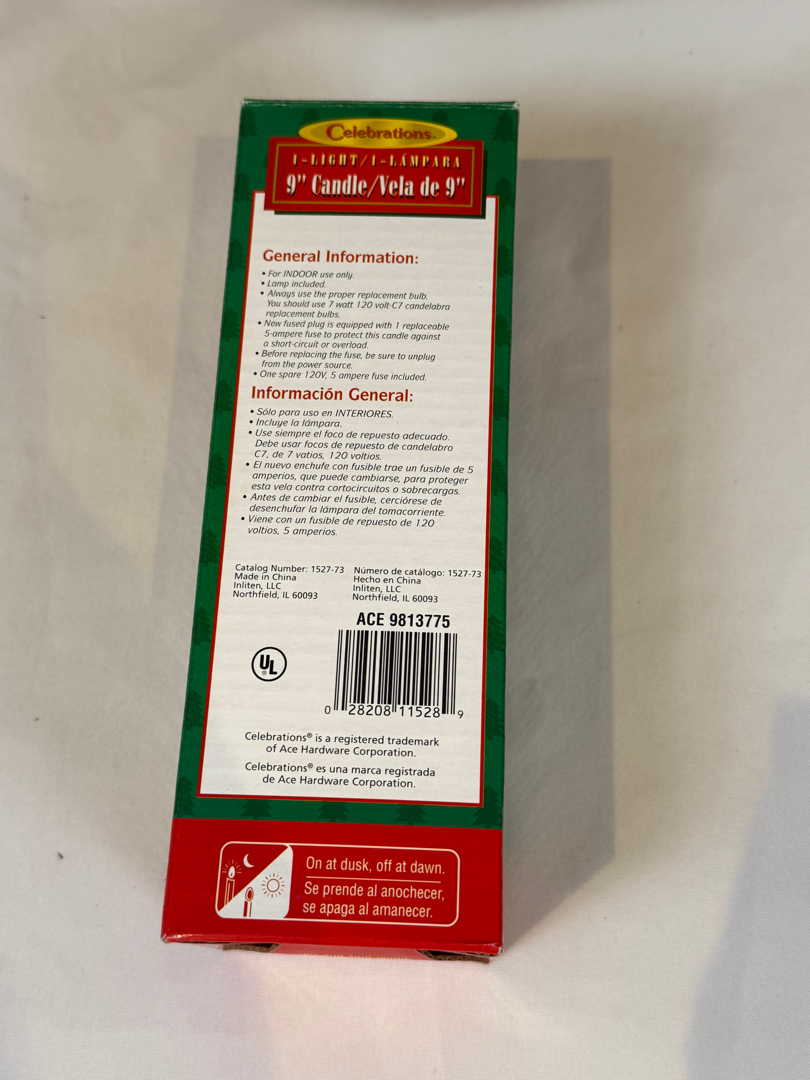 Celebrations®
1-LIGHT/1-LÁMPARA
9" Candle/Vela de 9"
General Information:
• For INDOOR use only.
• Lamp included.
• Always use the proper replacement bulb.
You should use 7 watt 120 volt-C7 candelabra
replacement bulbs.
• New fused plug is equipped with 1 replaceable
5-ampere fuse to protect this candle against
a short-circuit or overload.
• Before replacing the fuse, be sure to unplug
from the power source.
• One spare 120V, 5 ampere fuse included.
Información General:
• Sólo para uso en INTERIORES.
• Incluye la lámpara.
• Use siempre el foco de repuesto adecuado.
Debe usar focos de repuesto de candelabro
C7, de 7 vatios, 120 voltios.
• El nuevo enchufe con fusible trae un fusible de 5
amperios, que puede cambiarse, para proteger
esta vela contra cortocircuitos o sobrecargas.
• Antes de cambiar el fusible, cerciórese de
desenchufar la lámpara del tomacorriente.
• Viene con un fusible de repuesto de 120
voltios, 5 amperios.
Catalog Number: 1527-73
Made in China
Inliten, LLC
Northfield, IL 60093
Número de catálogo: 1527-73
Hecho en China
Inliten, LLC
Northfield, IL 60093
ACE 9813775
UL®
0 28208 11528 9
Celebrations® is a registered trademark
of Ace Hardware Corporation.
Celebrations® es una marca registrada
de Ace Hardware Corporation.
On at dusk, off at dawn.
Se prende al anochecer,
se apaga al amanecer.